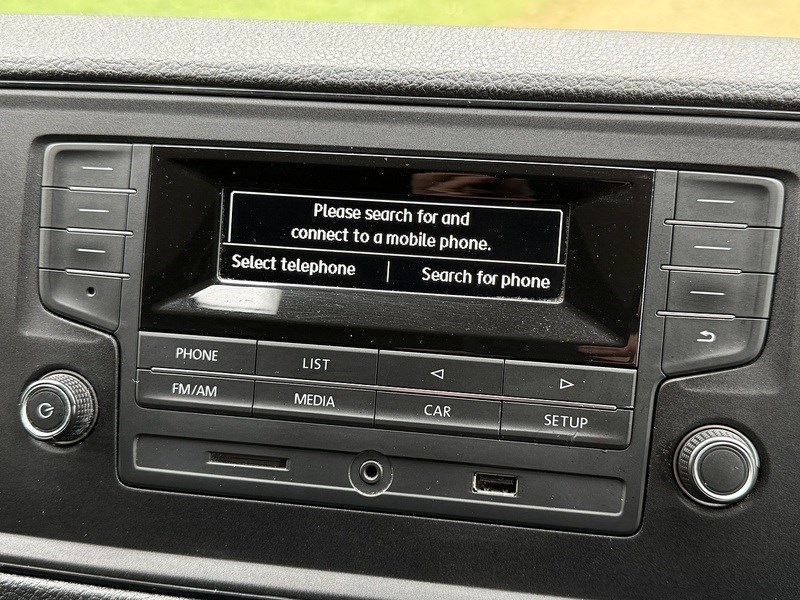 Please search for and
connect to a mobile phone.
Select telephone | Search for phone
PHONE LIST
FM/AM MEDIA CAR SETUP